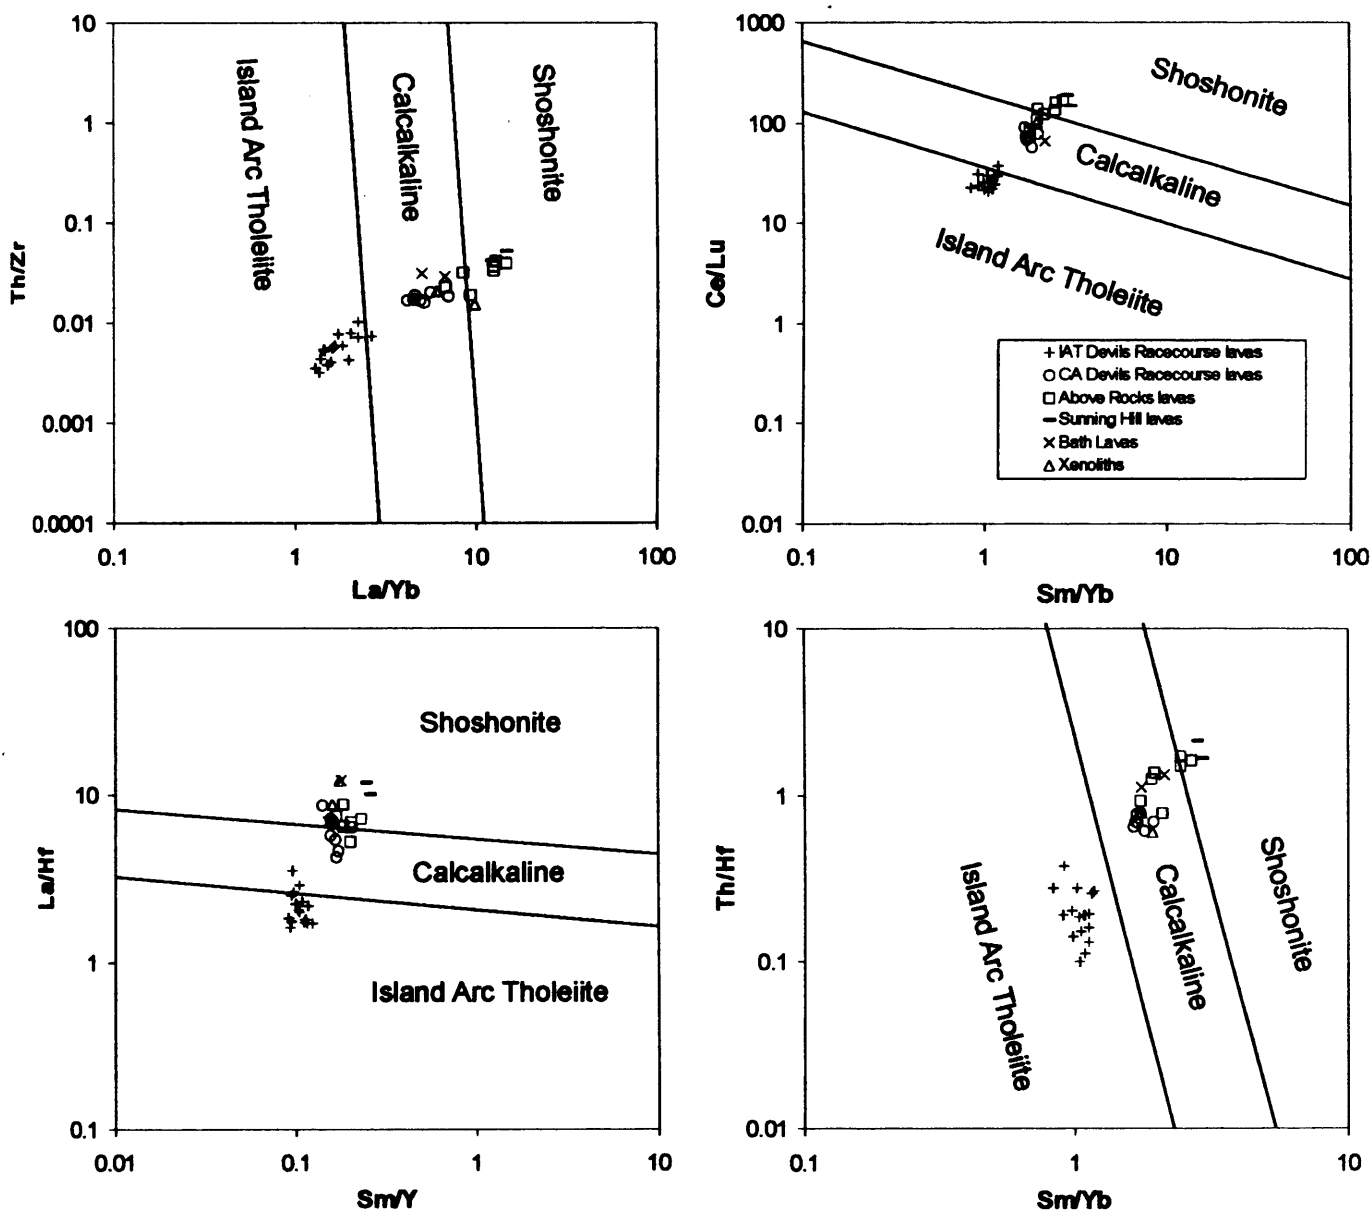 10
1
0.1
0.01
0.001
0.0001
Th/Zr
Island Arc Tholeiite
Calcalkaline
Shoshonite
0.1
1
10
100
La/Yb
1000
100
10
1
0.1
0.01
Ce/Lu
Shoshonite
Calcalkaline
Island Arc Tholeiite
IAT Devils Racecourse lavas
CA Devils Racecourse lavas
Above Rocks lavas
Sunning Hill lavas
Bath Lavas
Xenoliths
0.1
1
10
100
Sm/Yb
100
10
1
0.1
La/Hf
Shoshonite
Calcalkaline
Island Arc Tholeiite
0.01
0.1
1
10
Sm/Y
10
1
0.1
0.01
Th/Hf
Island Arc Tholeiite
Calcalkaline
Shoshonite
0.1
1
10
Sm/Yb